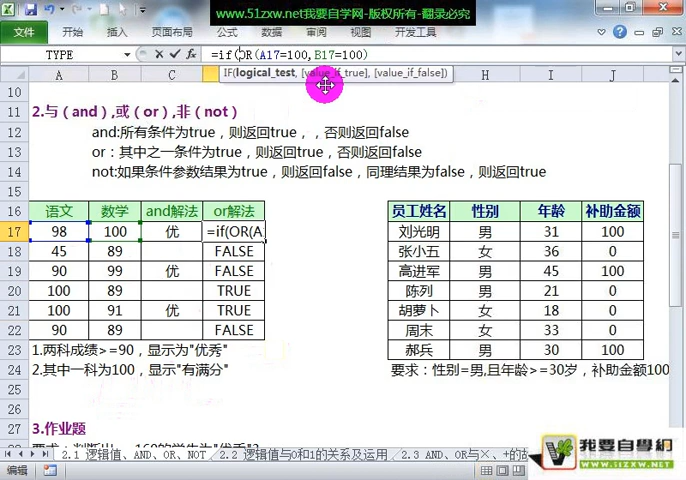 www.51zxw.net我要自学网-版权所有-翻录必究
文件 开始 插入 页面布局 公式 数据 审阅 视图 开发工具
TYPE =if(OR(A17=100,B17=100)
IF(logical_test, [value_if_true], [value_if_false])
A B C H I J
10
11 2.与（and），或（or），非（not）
12 and:所有条件为true，则返回true，，否则返回false
13 or：其中之一条件为true，则返回true，否则返回false
14 not:如果条件参数结果为true，则返回false，同理结果为false，则返回true
15
16 语文 数学 and解法 or解法 员工姓名 性别 年龄 补助金额
17 98 100 优 =if(OR(A 刘光明 男 31 100
18 45 89 FALSE 张小五 女 36 0
19 90 99 优 FALSE 高进军 男 45 100
20 100 89 TRUE 陈列 男 21 0
21 100 91 优 TRUE 胡萝卜 女 18 0
22 90 89 FALSE 周末 女 33 0
23 1.两科成绩>=90，显示为"优秀" 郝兵 男 30 100
24 2.其中一科为100，显示"有满分" 要求：性别=男,且年龄>=30岁，补助金额100
25
26
27 3.作业题
2.1 逻辑值、AND、OR、NOT 2.2 逻辑值与0和1的关系及运用 2.3 AND、OR与×、+的
编辑
我要自學網
WWW.51ZXW.NET